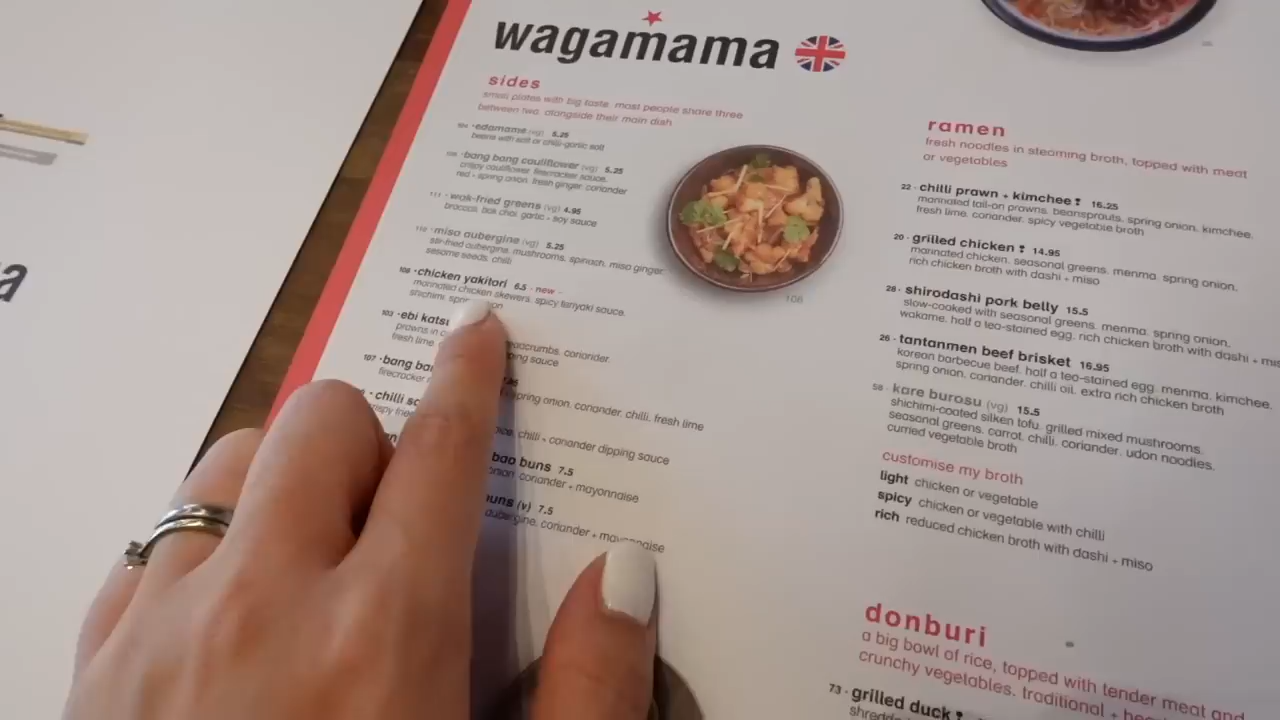 wagamama
sides
small plates with big taste. most people share three
between two, alongside their main dish
104 · edamame (vg) 5.25
beans with salt or chilli-garlic salt
106 · bang bang cauliflower (vg) 5.25
crispy cauliflower. firecracker sauce.
red + spring onion. fresh ginger. coriander
111 · wok-fried greens (vg) 4.95
broccoli. bok choi. garlic + soy sauce
110 · miso aubergine (vg) 5.25
stir-fried aubergine. mushrooms. spinach. miso ginger.
sesame seeds. chilli
108 · chicken yakitori 6.5 - new -
marinated chicken skewers. spicy teriyaki sauce.
shichimi.
103 · ebi
prawns in
breadcrumbs. coriander.
fresh lime.
dipping sauce
107 · bang
firecracker
spring onion. coriander. chilli. fresh lime
chilli
chilli + coriander dipping sauce
bao buns 7.5
coriander + mayonnaise
(v) 7.5
coriander + mayonnaise
106
ramen
fresh noodles in steaming broth, topped with meat
or vegetables
22 · chilli prawn + kimchee 16.25
marinated tail-on prawns. beansprouts. spring onion. kimchee.
fresh lime. coriander. spicy vegetable broth
20 · grilled chicken 14.95
marinated chicken. seasonal greens. menma. spring onion.
rich chicken broth with dashi + miso
28 · shirodashi pork belly 15.5
slow-cooked with seasonal greens. menma. spring onion.
wakame. half a tea-stained egg. rich chicken broth with dashi +
26 · tantanmen beef brisket 16.95
korean barbecue beef. half a tea-stained egg. menma. kimchee.
spring onion. coriander. chilli oil. extra rich chicken broth
58 · kare burosu (vg) 15.5
shichimi-coated silken tofu. grilled mixed mushrooms.
seasonal greens. carrot. chilli. coriander. udon noodles.
curried vegetable broth
customise my broth
light chicken or vegetable
spicy chicken or vegetable with chilli
rich reduced chicken broth with dashi + miso
donburi
a big bowl of rice, topped with tender meat and
crunchy vegetables. traditional +
73 · grilled duck
a